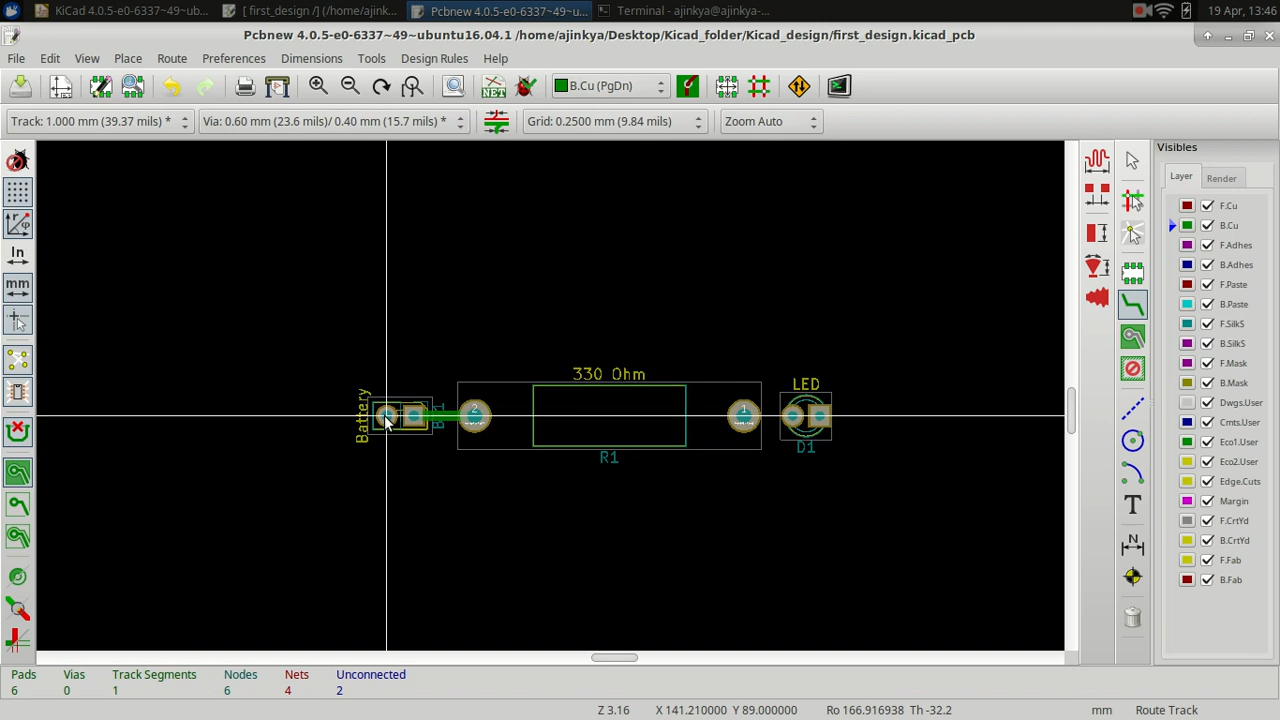 KiCad 4.0.5-e0-6337~49~ub...
[ first_design /] (/home/ajink...
Pcbnew 4.0.5-e0-6337~49~u...
Terminal - ajinkya@ajinkya-...
19 Apr, 13:46
Pcbnew 4.0.5-e0-6337~49~ubuntu16.04.1 /home/ajinkya/Desktop/Kicad_folder/Kicad_design/first_design.kicad_pcb
File Edit View Place Route Preferences Dimensions Tools Design Rules Help
NET
B.Cu (PgDn)
Track: 1.000 mm (39.37 mils) *
Via: 0.60 mm (23.6 mil)/ 0.40 mm (15.7 mils) *
Grid: 0.2500 mm (9.84 mils)
Zoom Auto
In
mm
Battery
330 Ohm
2
1
R1
LED
D1
Visibles
Layer Render
F.Cu
B.Cu
F.Adhes
B.Adhes
F.Paste
B.Paste
F.SilkS
B.SilkS
F.Mask
B.Mask
Dwgs.User
Cmts.User
Eco1.User
Eco2.User
Edge.Cuts
Margin
F.CrtYd
B.CrtYd
F.Fab
B.Fab
T
N
Pads Vias Track Segments Nodes Nets Unconnected
6 0 1 6 4 2
Z 3.16 X 141.210000 Y 89.000000 Ro 166.916938 Th -32.2 mm Route Track